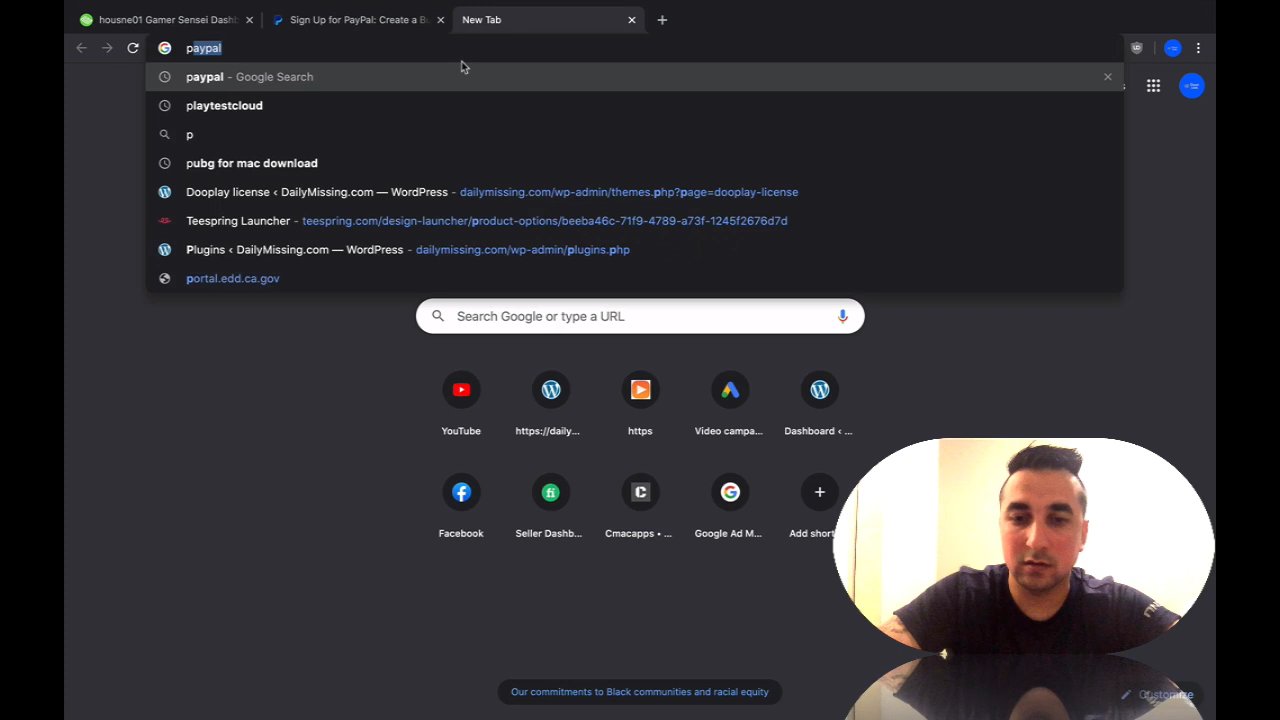 housne01 Gamer Sensei Dashb
Sign Up for PayPal: Create a Bu
New Tab
paypal
paypal - Google Search
playtestcloud
p
pubg for mac download
Dooplay license ‹ DailyMissing.com — WordPress - dailymissing.com/wp-admin/themes.php?page=dooplay-license
Teespring Launcher - teespring.com/design-launcher/product-options/beeba46c-71f9-4789-a73f-1245f2676d7d
Plugins ‹ DailyMissing.com — WordPress - dailymissing.com/wp-admin/plugins.php
portal.edd.ca.gov
Search Google or type a URL
YouTube
https://daily...
https
Video campa...
Dashboard ‹ ...
Facebook
Seller Dashb...
Cmacapps • ...
Google Ad M...
Add short
Our commitments to Black communities and racial equity
Customize